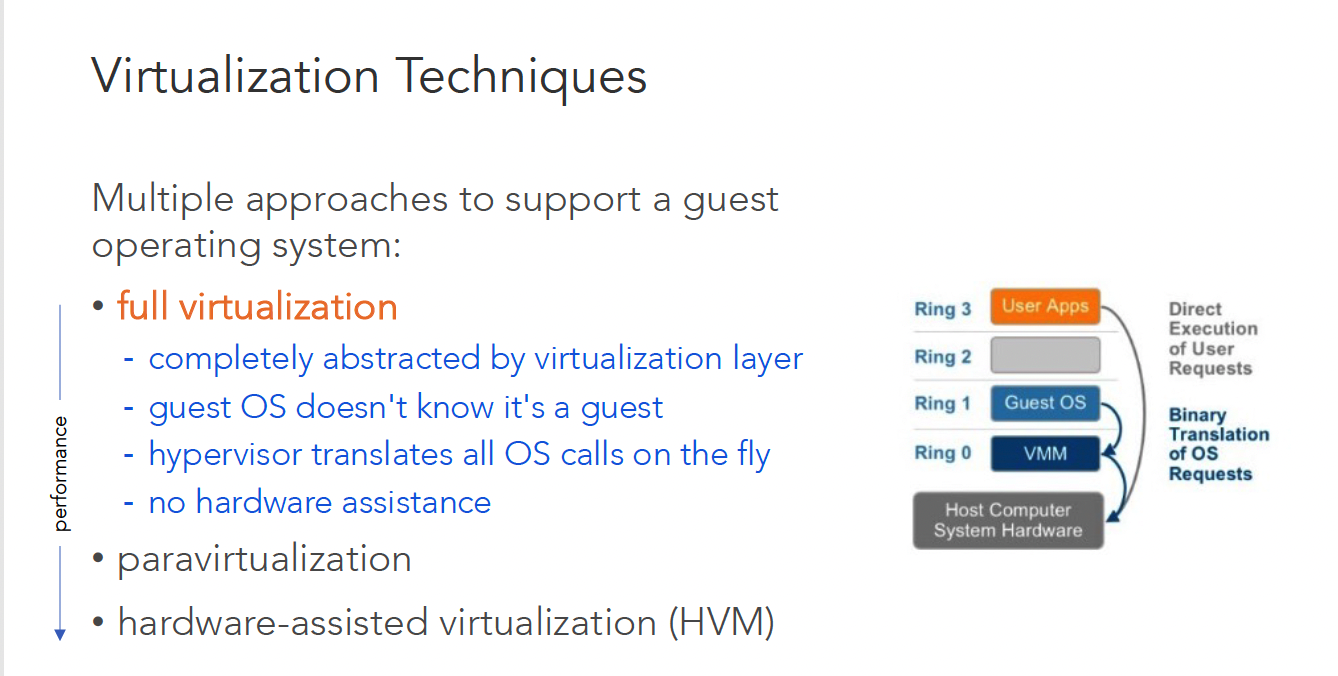 Virtualization Techniques
Multiple approaches to support a guest
operating system:
• full virtualization
- completely abstracted by virtualization layer
- guest OS doesn't know it's a guest
- hypervisor translates all OS calls on the fly
- no hardware assistance
• paravirtualization
• hardware-assisted virtualization (HVM)
performance
Ring 3
User Apps
Ring 2
Ring 1
Guest OS
Ring 0
VMM
Host Computer
System Hardware
Direct
Execution
of User
Requests
Binary
Translation
of OS
Requests